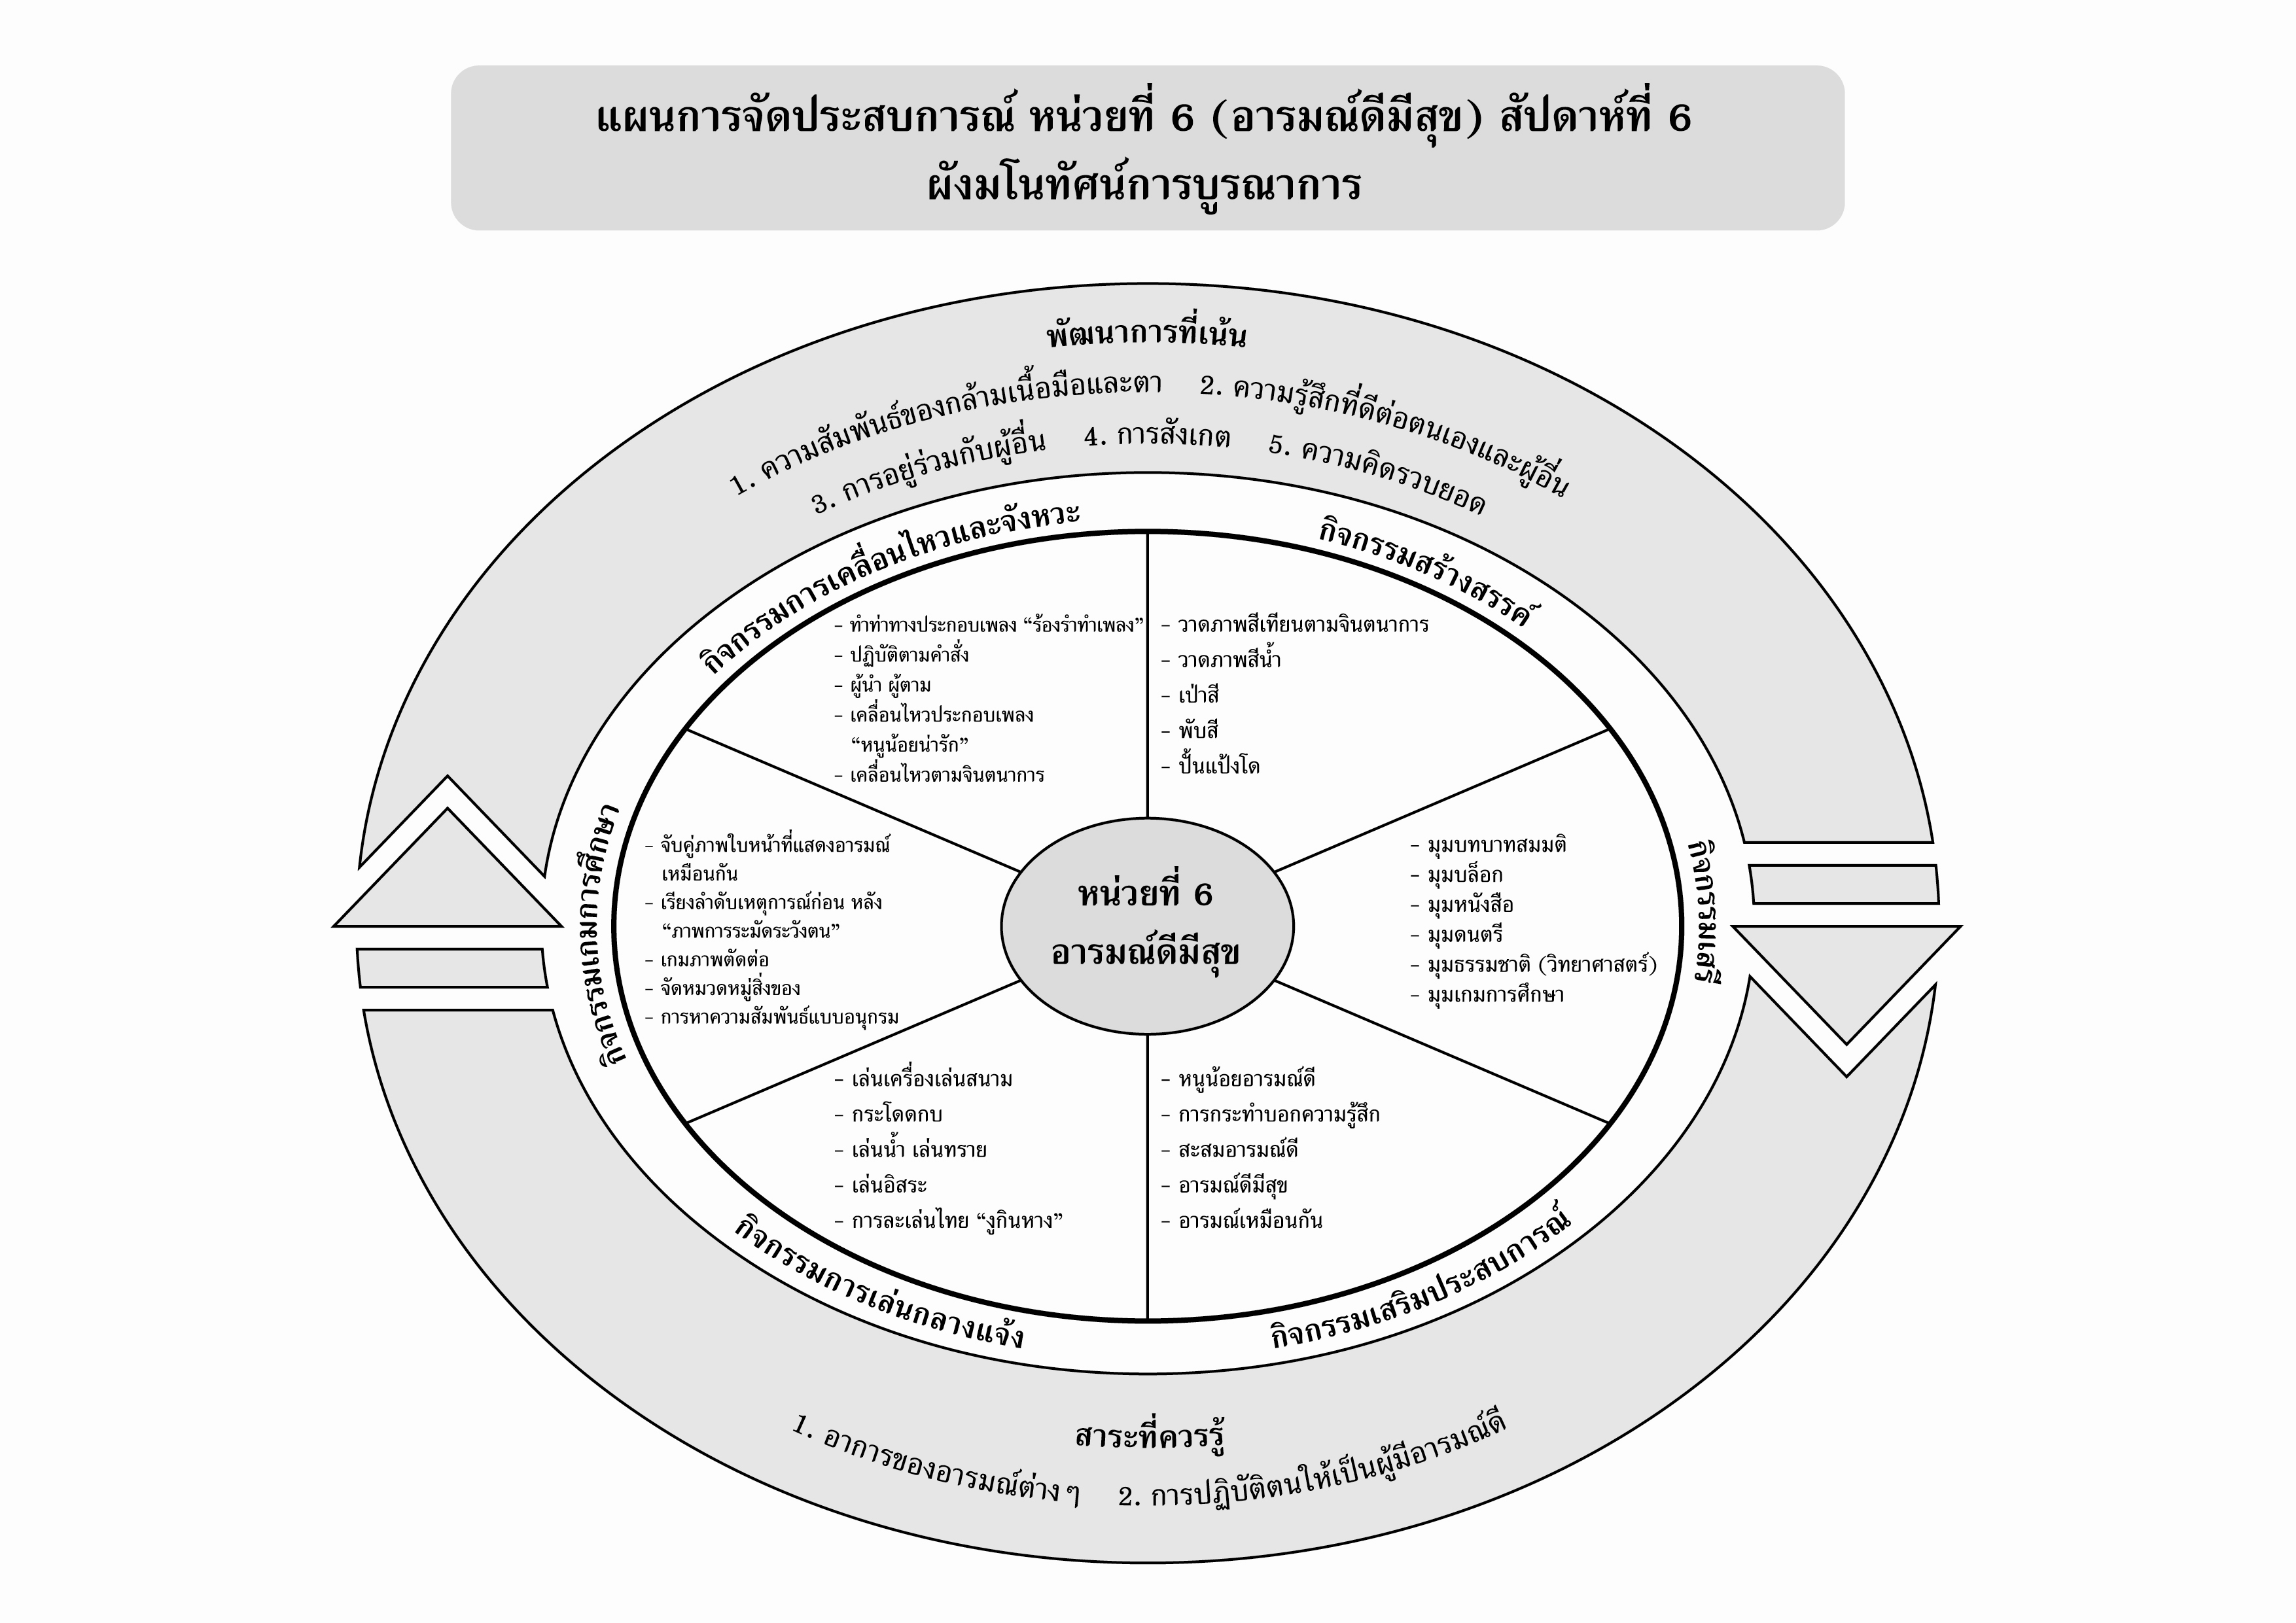 แผนการจัดประสบการณ์ หน่วยที่ 6 (อารมณ์ดีมีสุข) สัปดาห์ที่ 6
ผังมโนทัศน์การบูรณาการ
พัฒนาการที่เน้น
1. ความสัมพันธ์ของกล้ามเนื้อมือและตา 2. ความรู้สึกที่ดีต่อตนเองและผู้อื่น
3. การอยู่ร่วมกับผู้อื่น 4. การสังเกต 5. ความคิดรวบยอด
กิจกรรมการเคลื่อนไหวและจังหวะ
- ทำท่าทางประกอบเพลง “ร้องรำทำเพลง”
- ปฏิบัติตามคำสั่ง
- ผู้นำ ผู้ตาม
- เคลื่อนไหวประกอบเพลง
“หนูน้อยน่ารัก”
- เคลื่อนไหวตามจินตนาการ
กิจกรรมสร้างสรรค์
- วาดภาพสีเทียนตามจินตนาการ
- วาดภาพสีน้ำ
- เป่าสี
- พับสี
- ปั้นแป้งโด
กิจกรรมเกมการศึกษา
- จับคู่ภาพใบหน้าที่แสดงอารมณ์
เหมือนกัน
- เรียงลำดับเหตุการณ์ก่อน หลัง
“ภาพการระมัดระวังตน”
- เกมภาพตัดต่อ
- จัดหมวดหมู่สิ่งของ
- การหาความสัมพันธ์แบบอนุกรม
หน่วยที่ 6
อารมณ์ดีมีสุข
กิจกรรมเสรี
- มุมบทบาทสมมติ
- มุมบล็อก
- มุมหนังสือ
- มุมดนตรี
- มุมธรรมชาติ (วิทยาศาสตร์)
- มุมเกมการศึกษา
- เล่นเครื่องเล่นสนาม
- กระโดดกบ
- เล่นน้ำ เล่นทราย
- เล่นอิสระ
- การละเล่นไทย “งูกินหาง”
กิจกรรมการเล่นกลางแจ้ง
- หนูน้อยอารมณ์ดี
- การกระทำบอกความรู้สึก
- สะสมอารมณ์ดี
- อารมณ์ดีมีสุข
- อารมณ์เหมือนกัน
กิจกรรมเสริมประสบการณ์
สาระที่ควรรู้
1. อาการของอารมณ์ต่าง ๆ 2. การปฏิบัติตนให้เป็นผู้มีอารมณ์ดี